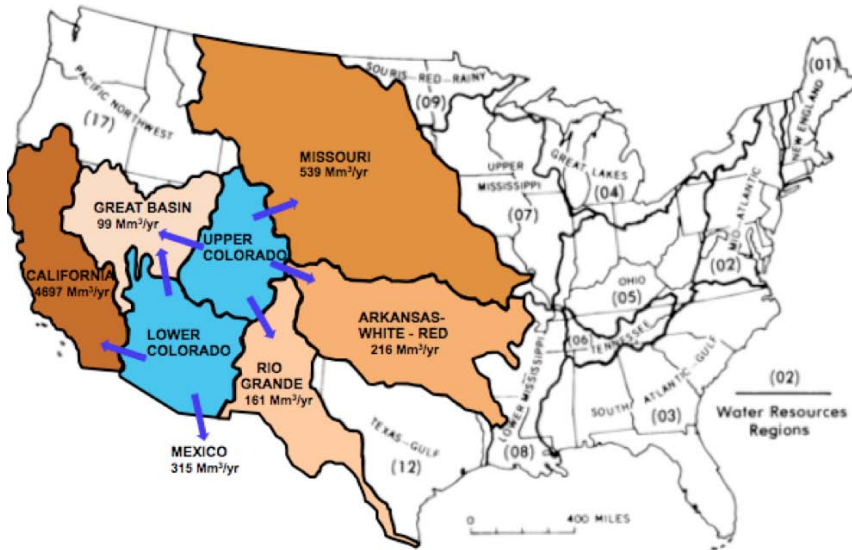 (01)
NEW ENGLAND
SOURIS-RED-RAINY
(09)
PACIFIC NORTHWEST
(17)
MISSOURI
539 Mm³/yr
UPPER
MISSISSIPPI
(07)
GREAT LAKES
(04)
MID-ATLANTIC
(02)
GREAT BASIN
99 Mm³/yr
UPPER
COLORADO
CALIFORNIA
4697 Mm³/yr
OHIO
(05)
LOWER
COLORADO
ARKANSAS-
WHITE - RED
216 Mm³/yr
(06)
TENNESSEE
RIO
GRANDE
161 Mm³/yr
LOWER MISSISSIPPI
(08)
SOUTH ATLANTIC-GULF
(03)
(02)
Water Resources
Regions
MEXICO
315 Mm³/yr
TEXAS-GULF
(12)
0 400 MILES